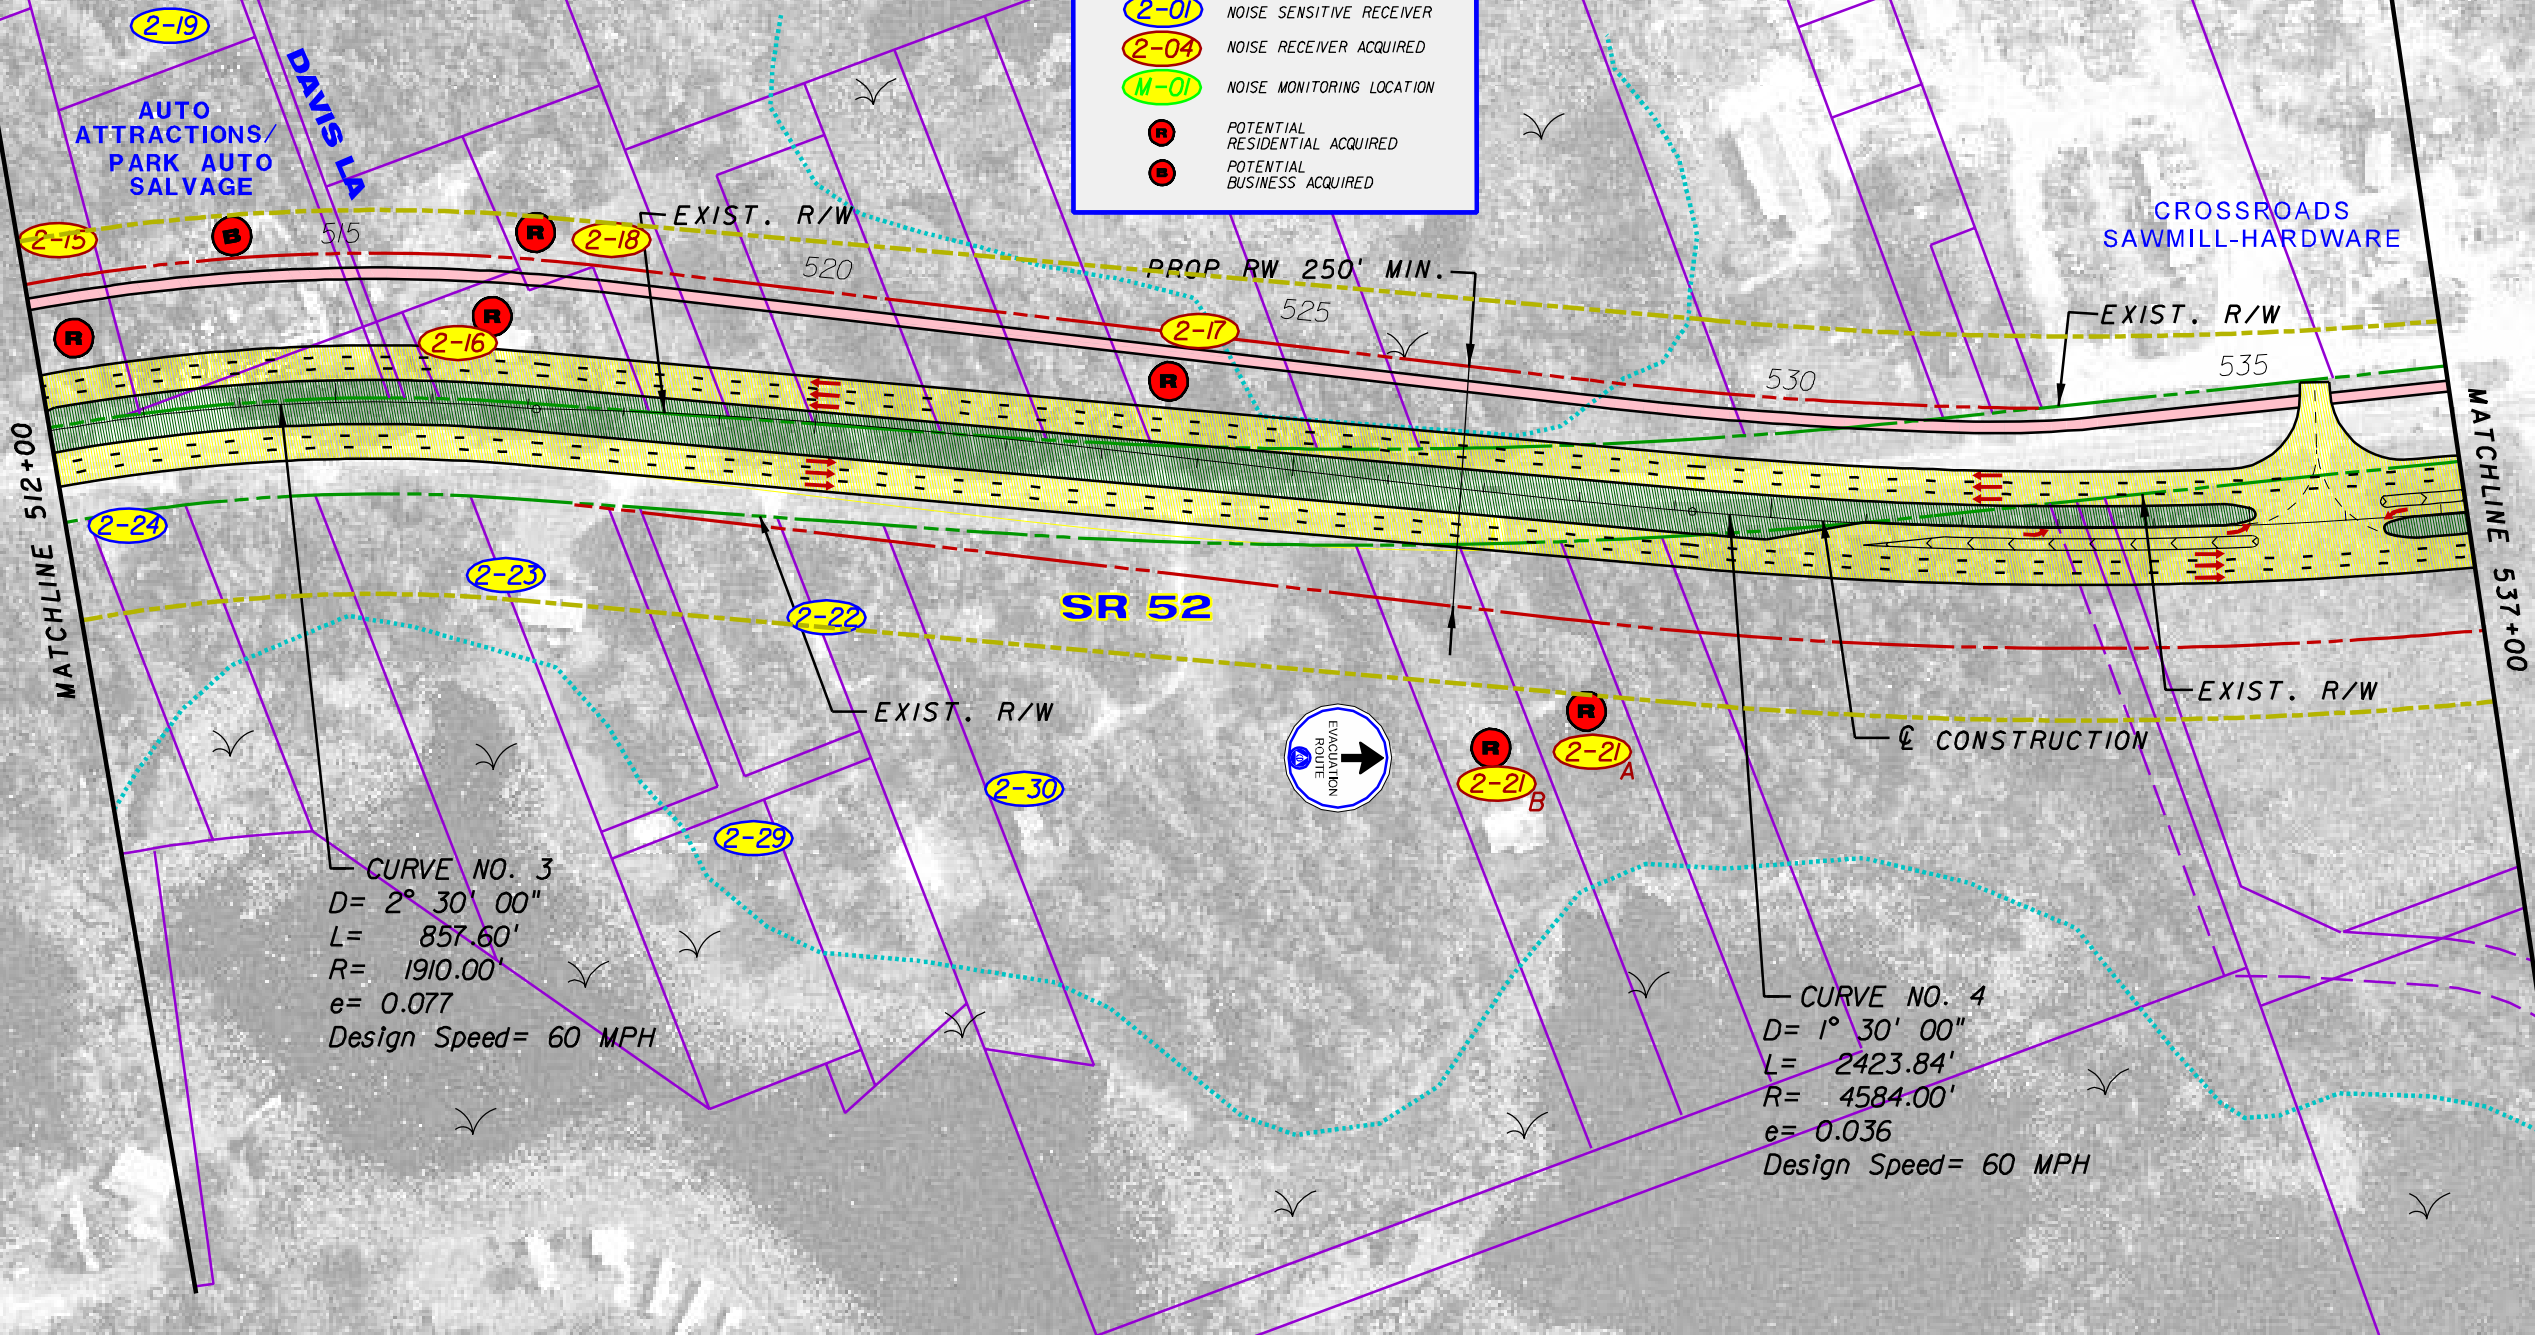 2-01 NOISE SENSITIVE RECEIVER
2-04 NOISE RECEIVER ACQUIRED
M-01 NOISE MONITORING LOCATION
R POTENTIAL
RESIDENTIAL ACQUIRED
B POTENTIAL
BUSINESS ACQUIRED
2-19
DAVIS LA
AUTO
ATTRACTIONS/
PARK AUTO
SALVAGE
CROSSROADS
SAWMILL-HARDWARE
2-15
B
515
R
2-18
EXIST. R/W
520
PROP RW 250' MIN.
525
EXIST. R/W
R
R
2-16
2-17
R
530
535
MATCHLINE 512+00
MATCHLINE 537+00
2-24
2-23
2-22
SR 52
EXIST. R/W
EXIST. R/W
℄ CONSTRUCTION
EVACUATION
ROUTE
R
2-21
A
R
2-21
B
2-30
2-29
CURVE NO. 3
D= 2° 30' 00"
L= 857.60'
R= 1910.00'
e= 0.077
Design Speed= 60 MPH
CURVE NO. 4
D= 1° 30' 00"
L= 2423.84'
R= 4584.00'
e= 0.036
Design Speed= 60 MPH